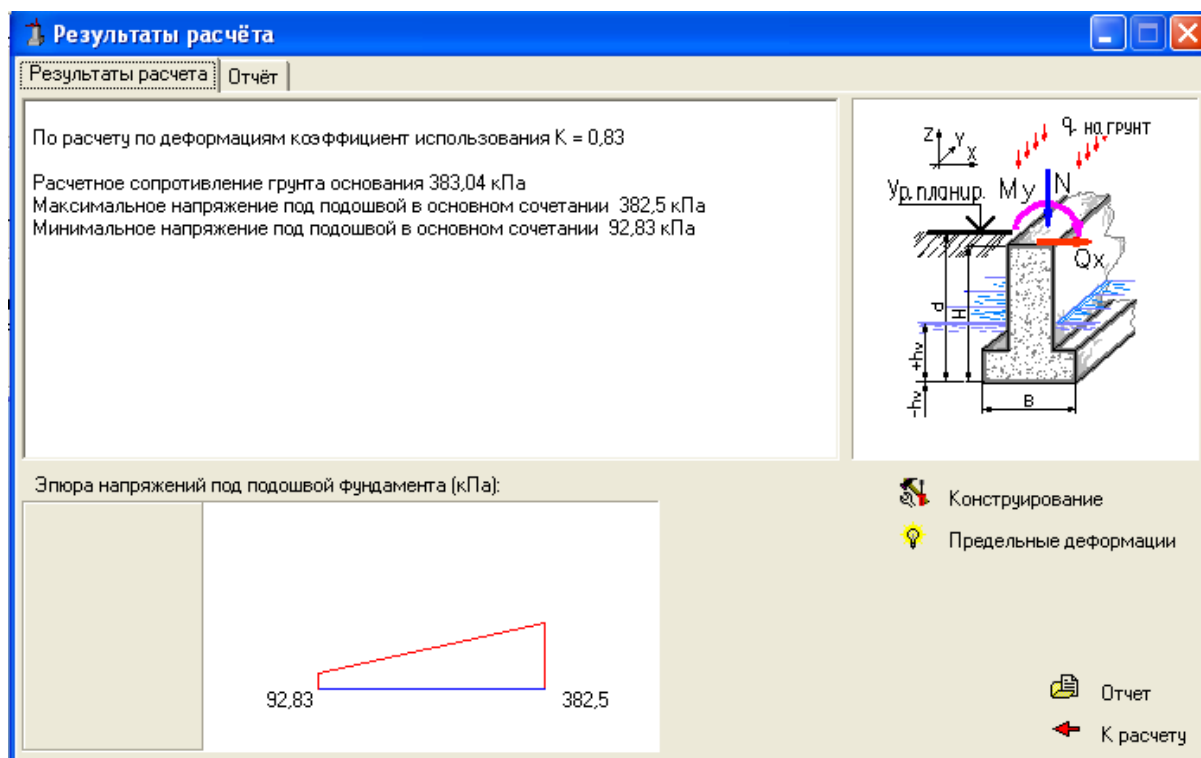 Результаты расчёта
Результаты расчета
Отчёт
По расчету по деформациям коэффициент использования K = 0,83
Расчетное сопротивление грунта основания 383,04 кПа
Максимальное напряжение под подошвой в основном сочетании 382,5 кПа
Минимальное напряжение под подошвой в основном сочетании 92,83 кПа
Z
Y
X
q. на грунт
Ур. планир.
My
N
Qx
d
H
+hv
-hv
B
Эпюра напряжений под подошвой фундамента (кПа):
92,83
382,5
Конструирование
Предельные деформации
Отчет
К расчету